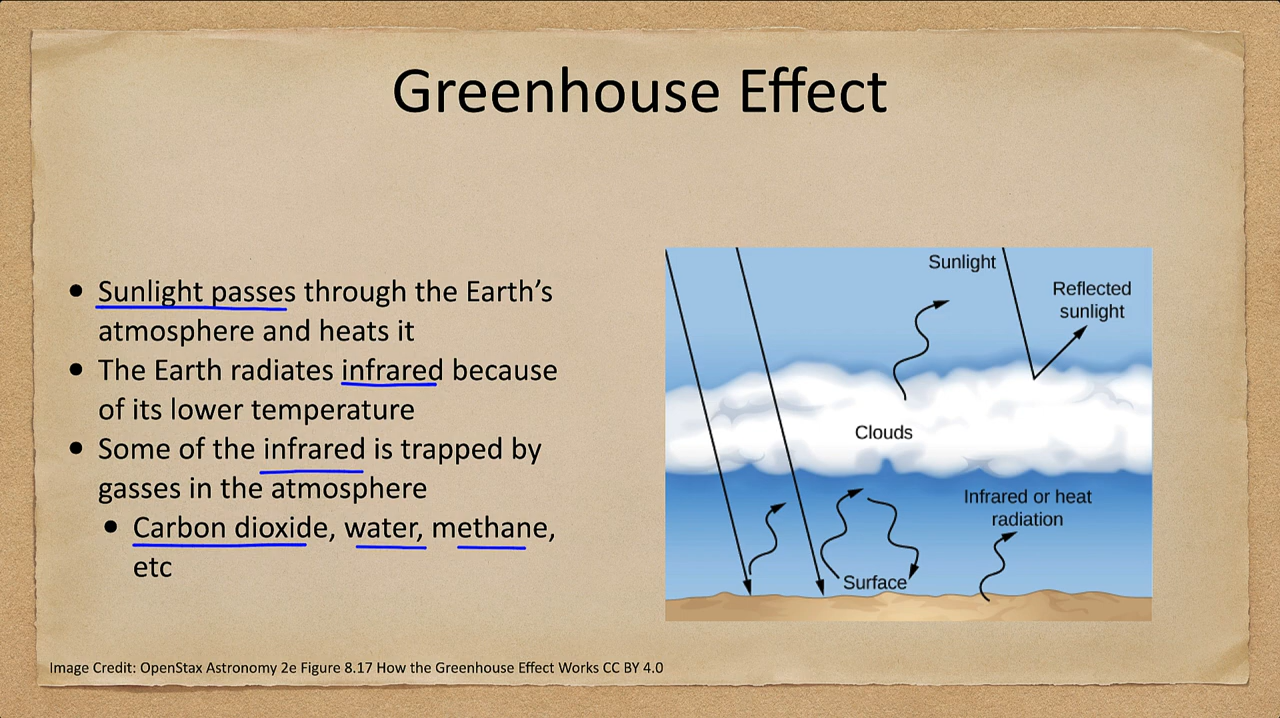 Greenhouse Effect
• Sunlight passes through the Earth’s
atmosphere and heats it
• The Earth radiates infrared because
of its lower temperature
• Some of the infrared is trapped by
gasses in the atmosphere
• Carbon dioxide, water, methane,
etc
Sunlight
Reflected
sunlight
Clouds
Infrared or heat
radiation
Surface
Image Credit: OpenStax Astronomy 2e Figure 8.17 How the Greenhouse Effect Works CC BY 4.0